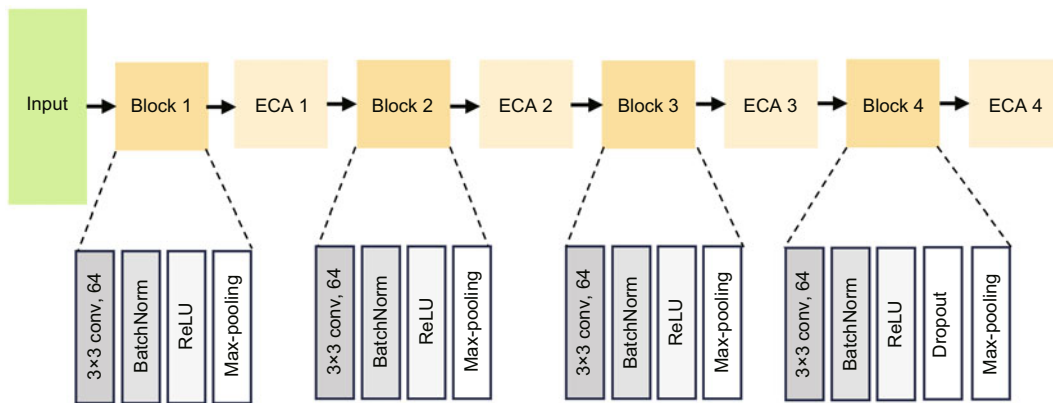 Input
Block 1
ECA 1
Block 2
ECA 2
Block 3
ECA 3
Block 4
ECA 4
3×3 conv, 64
BatchNorm
ReLU
Max-pooling
3×3 conv, 64
BatchNorm
ReLU
Max-pooling
3×3 conv, 64
BatchNorm
ReLU
Max-pooling
3×3 conv, 64
BatchNorm
ReLU
Dropout
Max-pooling